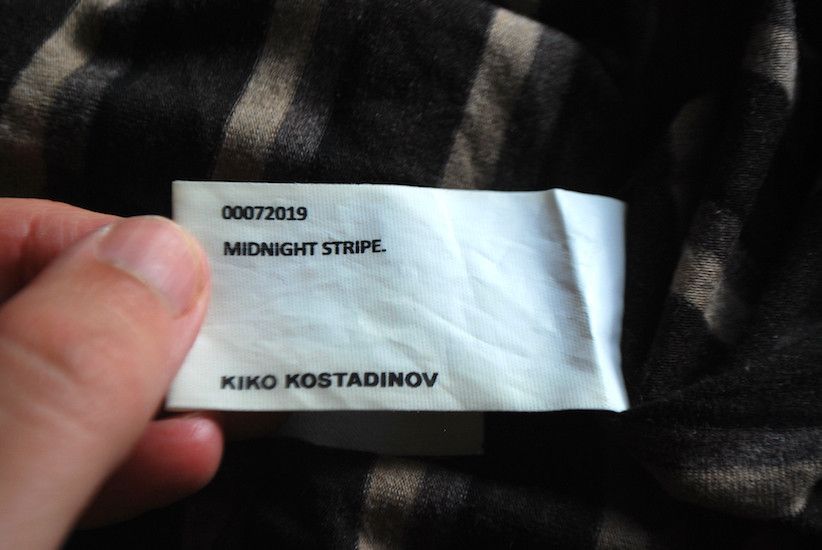 00072019
MIDNIGHT STRIPE.
KIKO KOSTADINOV